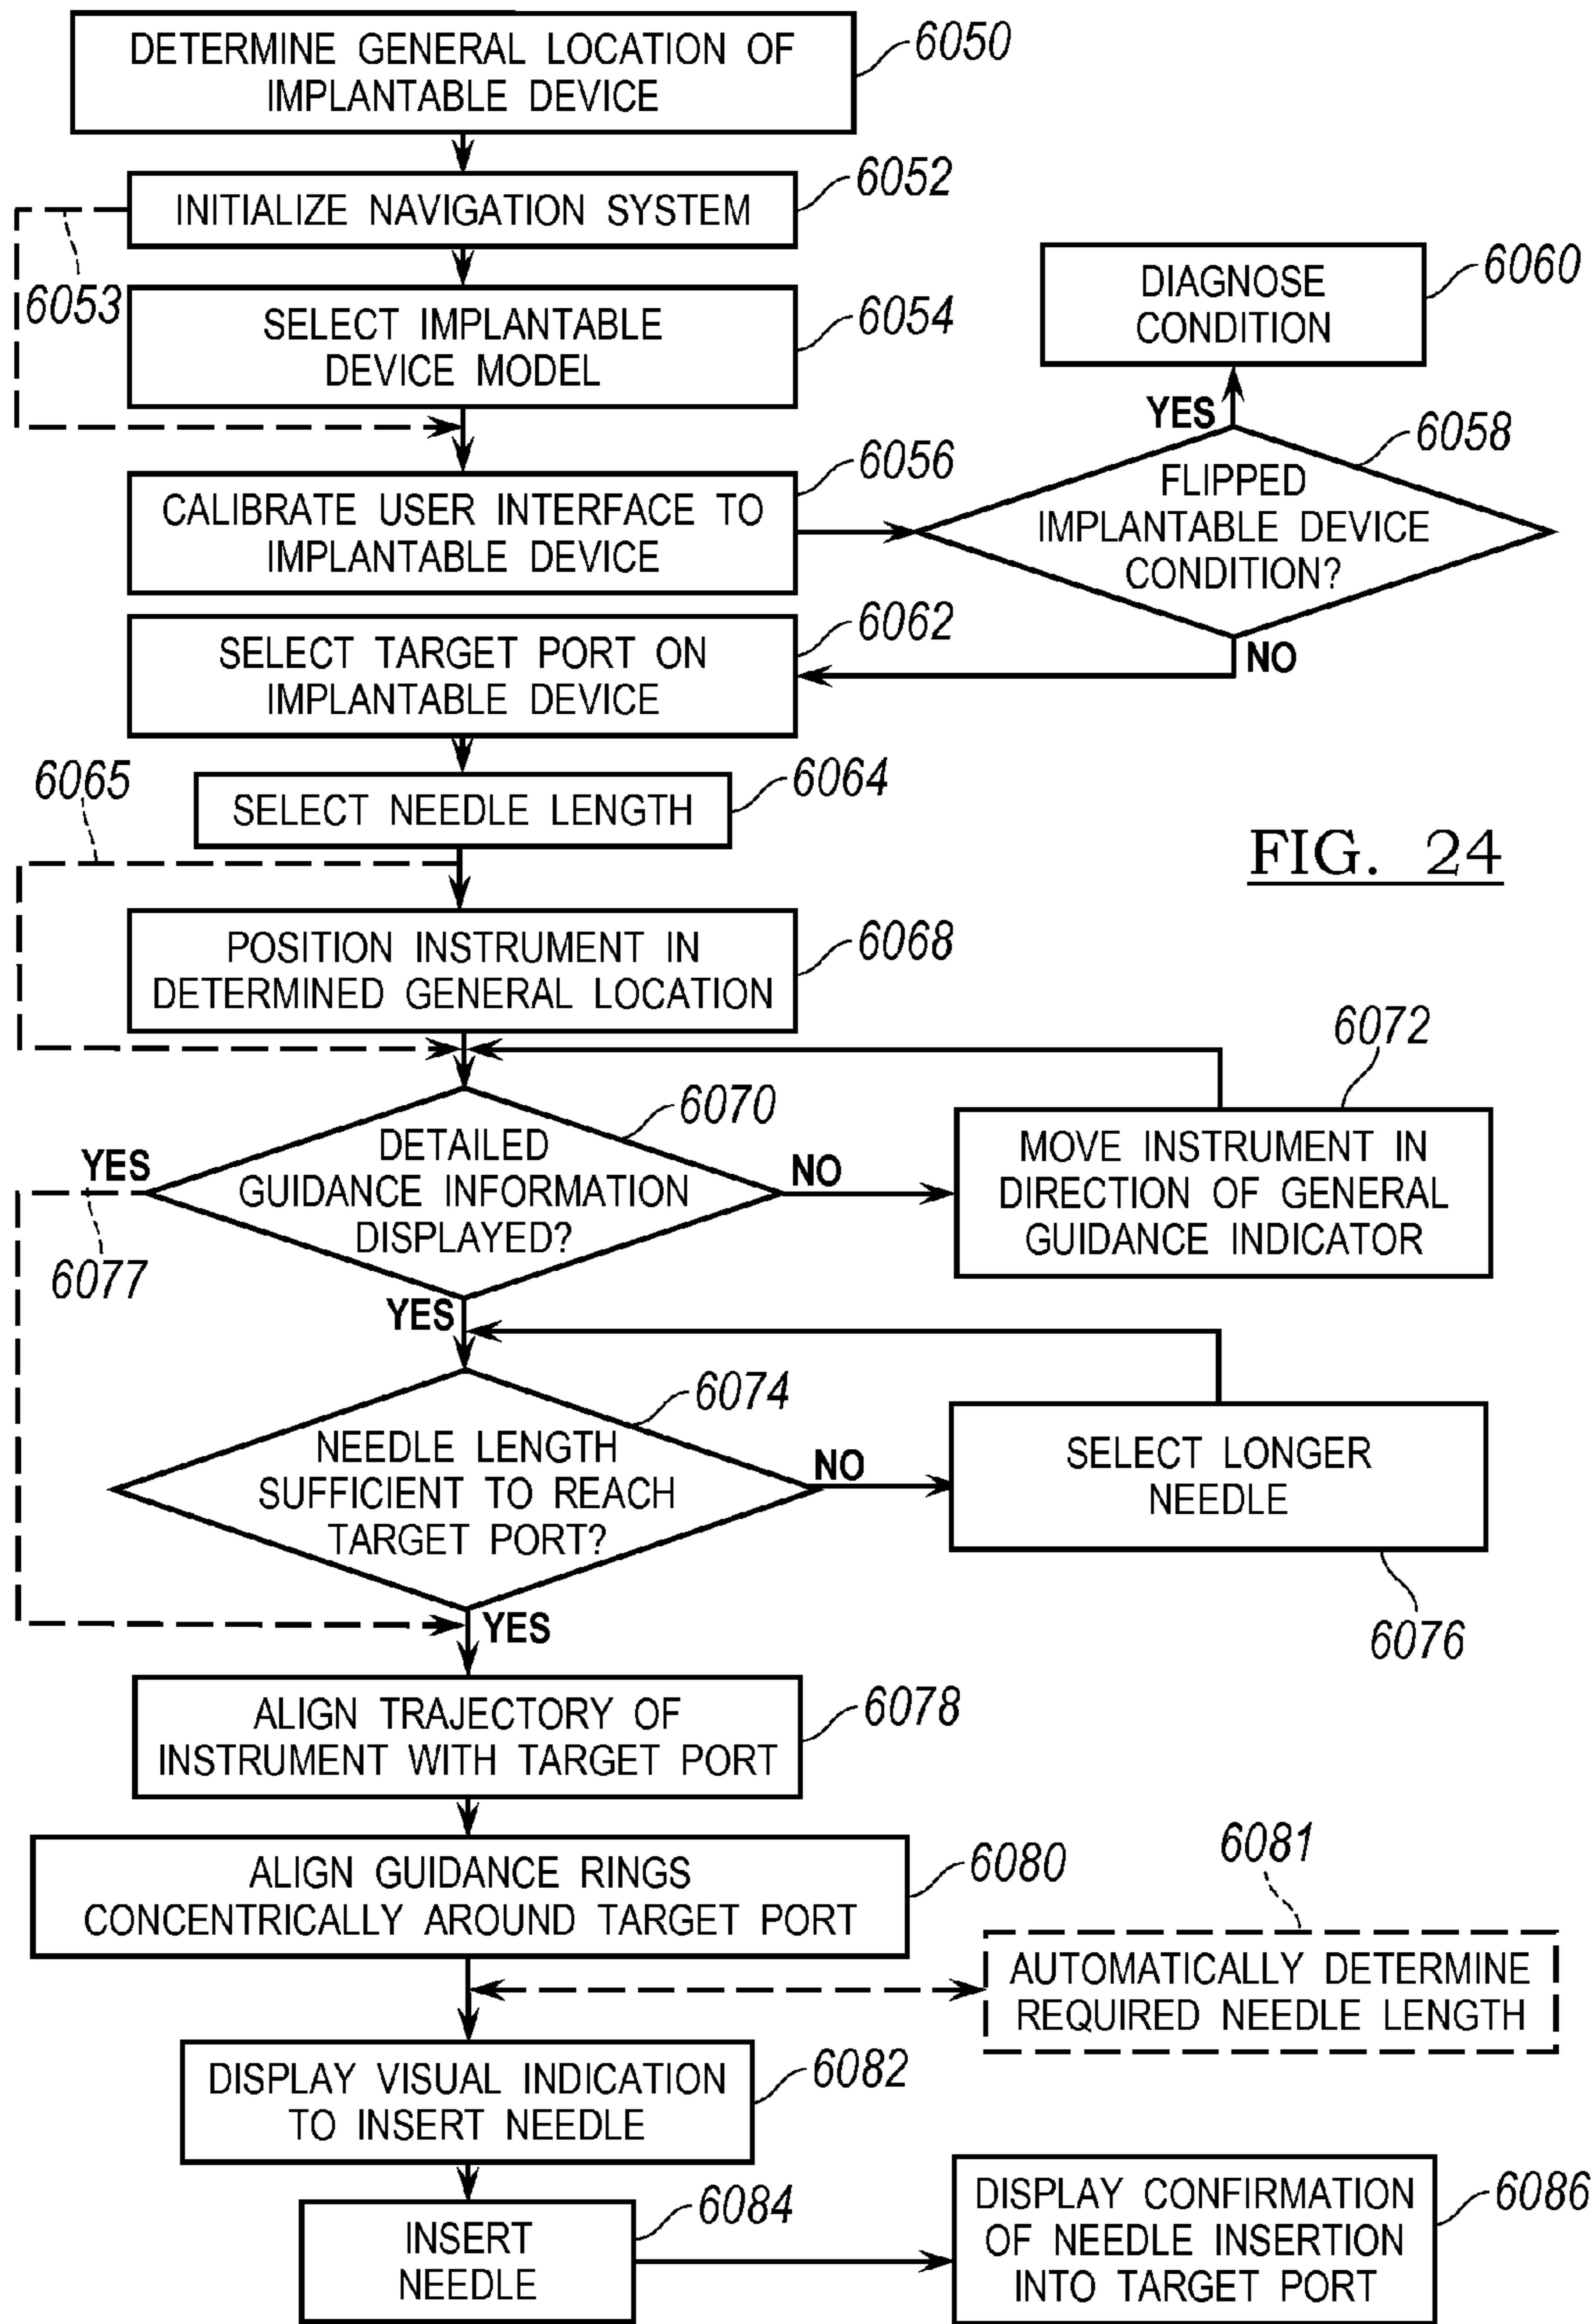 DETERMINE GENERAL LOCATION OF
IMPLANTABLE DEVICE
6050
INITIALIZE NAVIGATION SYSTEM
6052
6053
SELECT IMPLANTABLE
DEVICE MODEL
6054
DIAGNOSE
CONDITION
6060
YES
CALIBRATE USER INTERFACE TO
IMPLANTABLE DEVICE
6056
FLIPPED
IMPLANTABLE DEVICE
CONDITION?
6058
NO
SELECT TARGET PORT ON
IMPLANTABLE DEVICE
6062
SELECT NEEDLE LENGTH
6064
6065
FIG. 24
POSITION INSTRUMENT IN
DETERMINED GENERAL LOCATION
6068
DETAILED
GUIDANCE INFORMATION
DISPLAYED?
6070
YES
6077
NO
MOVE INSTRUMENT IN
DIRECTION OF GENERAL
GUIDANCE INDICATOR
6072
YES
NEEDLE LENGTH
SUFFICIENT TO REACH
TARGET PORT?
6074
NO
SELECT LONGER
NEEDLE
6076
YES
ALIGN TRAJECTORY OF
INSTRUMENT WITH TARGET PORT
6078
ALIGN GUIDANCE RINGS
CONCENTRICALLY AROUND TARGET PORT
6080
6081
AUTOMATICALLY DETERMINE
REQUIRED NEEDLE LENGTH
DISPLAY VISUAL INDICATION
TO INSERT NEEDLE
6082
INSERT
NEEDLE
6084
DISPLAY CONFIRMATION
OF NEEDLE INSERTION
INTO TARGET PORT
6086